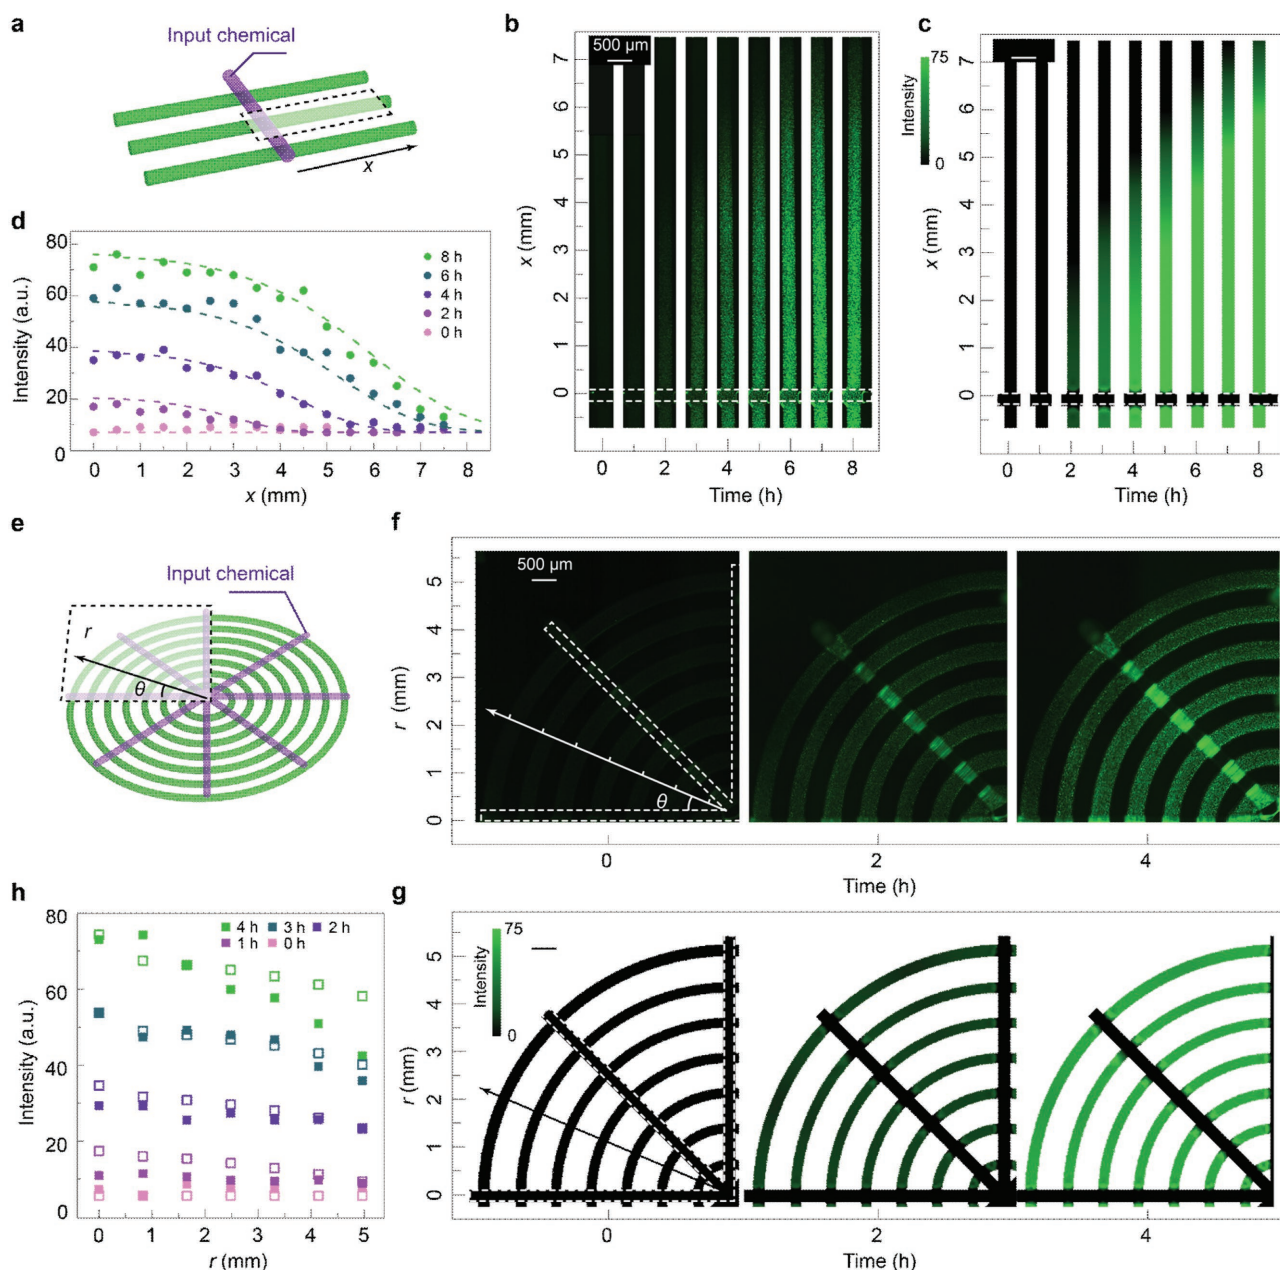 a
Input chemical
x
b
500 µm
7
6
5
4
3
2
1
0
x (mm)
0 2 4 6 8
Time (h)
c
75
Intensity
0
7
6
5
4
3
2
1
0
x (mm)
0 2 4 6 8
Time (h)
d
80
60
40
20
0
Intensity (a.u.)
8 h
6 h
4 h
2 h
0 h
0 1 2 3 4 5 6 7 8
x (mm)
e
Input chemical
r
θ
f
500 µm
5
4
3
2
1
0
r (mm)
θ
0 2 4
Time (h)
h
80
60
40
20
0
Intensity (a.u.)
4 h 3 h 2 h
1 h 0 h
0 1 2 3 4 5
r (mm)
g
75
Intensity
0
5
4
3
2
1
0
r (mm)
0 2 4
Time (h)